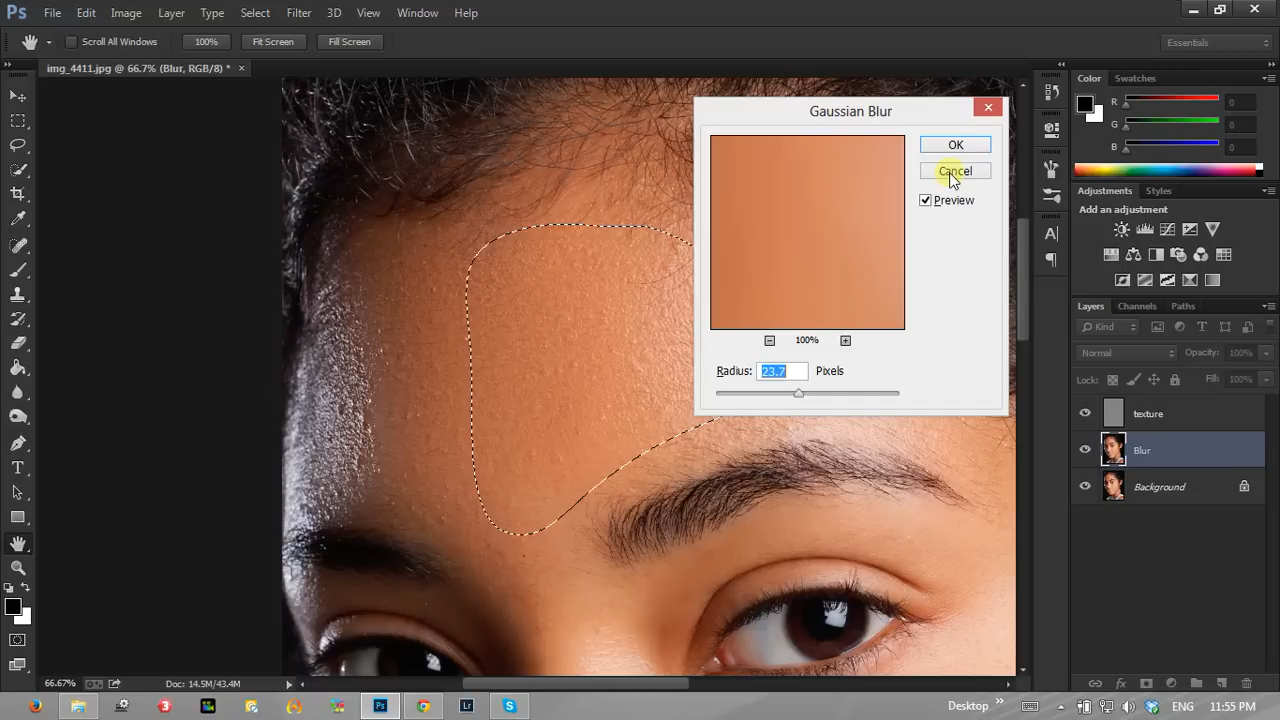 Ps File Edit Image Layer Type Select Filter 3D View Window Help
Scroll All Windows 100% Fit Screen Fill Screen Essentials
img_4411.jpg @ 66.7% (Blur, RGB/8) * ×
Color Swatches
R 0
G 0
B 0
Gaussian Blur
OK
Cancel
Preview
100%
Radius: 23.7 Pixels
Adjustments Styles
Add an adjustment
Layers Channels Paths
Kind
Normal Opacity: 100%
Lock: Fill: 100%
texture
Blur
Background
66.67% Doc: 14.5M/43.4M
Ps Lr Desktop » 11:55 PM